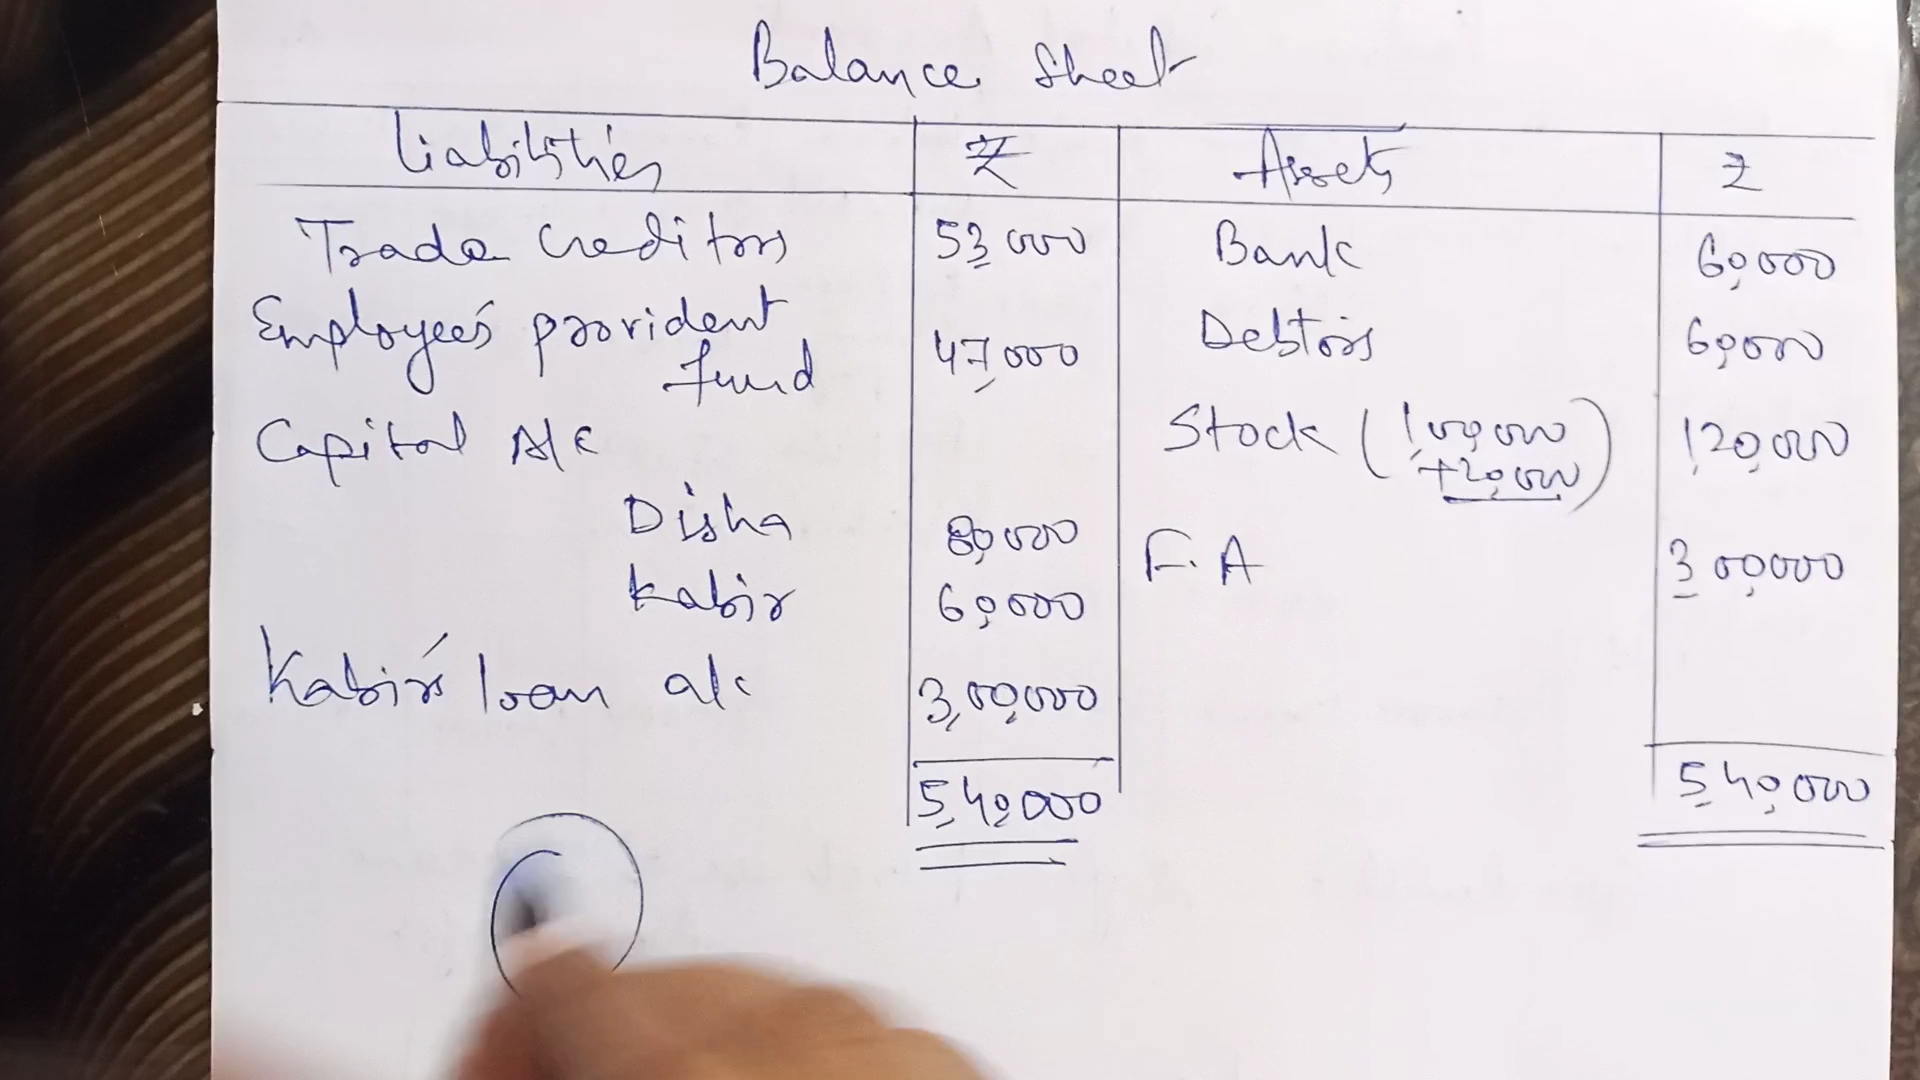 Balance Sheet
Liabilities ₹ Assets ₹
Trade Creditors 53,000 Bank 60,000
Employees' provident fund 47,000 Debtors 60,000
Capital A/c Stock (1,00,000 +20,000) 1,20,000
Disha 80,000 F.A 3,00,000
Kabir 60,000
Kabir's loan a/c 3,00,000
5,40,000 5,40,000